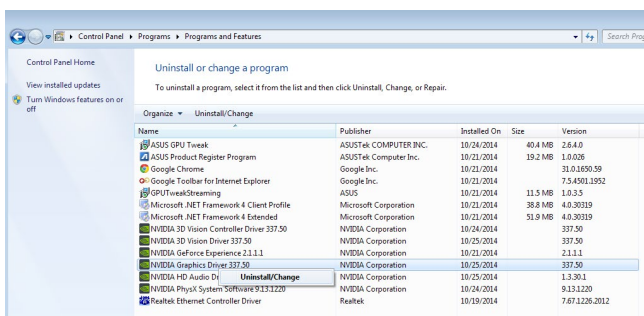 Control Panel ▸ Programs ▸ Programs and Features
Search Prog
Control Panel Home
View installed updates
Turn Windows features on or off
Uninstall or change a program
To uninstall a program, select it from the list and then click Uninstall, Change, or Repair.
Organize Uninstall/Change
Name Publisher Installed On Size Version
ASUS GPU Tweak ASUSTek COMPUTER INC. 10/24/2014 40.4 MB 2.6.4.0
ASUS Product Register Program ASUSTek Computer Inc. 10/21/2014 19.2 MB 1.0.026
Google Chrome Google Inc. 10/21/2014 31.0.1650.59
Google Toolbar for Internet Explorer Google Inc. 10/21/2014 7.5.4501.1952
GPUTweakStreaming ASUS 10/21/2014 11.5 MB 1.0.3.5
Microsoft .NET Framework 4 Client Profile Microsoft Corporation 10/21/2014 38.8 MB 4.0.30319
Microsoft .NET Framework 4 Extended Microsoft Corporation 10/21/2014 51.9 MB 4.0.30319
NVIDIA 3D Vision Controller Driver 337.50 NVIDIA Corporation 10/24/2014 337.50
NVIDIA 3D Vision Driver 337.50 NVIDIA Corporation 10/25/2014 337.50
NVIDIA GeForce Experience 2.1.1.1 NVIDIA Corporation 10/21/2014 2.1.1.1
NVIDIA Graphics Driver 337.50 NVIDIA Corporation 10/25/2014 337.50
NVIDIA HD Audio Dr Uninstall/Change NVIDIA Corporation 10/25/2014 1.3.30.1
NVIDIA PhysX System Software 9.13.1220 NVIDIA Corporation 10/24/2014 9.13.1220
Realtek Ethernet Controller Driver Realtek 10/19/2014 7.67.1226.2012